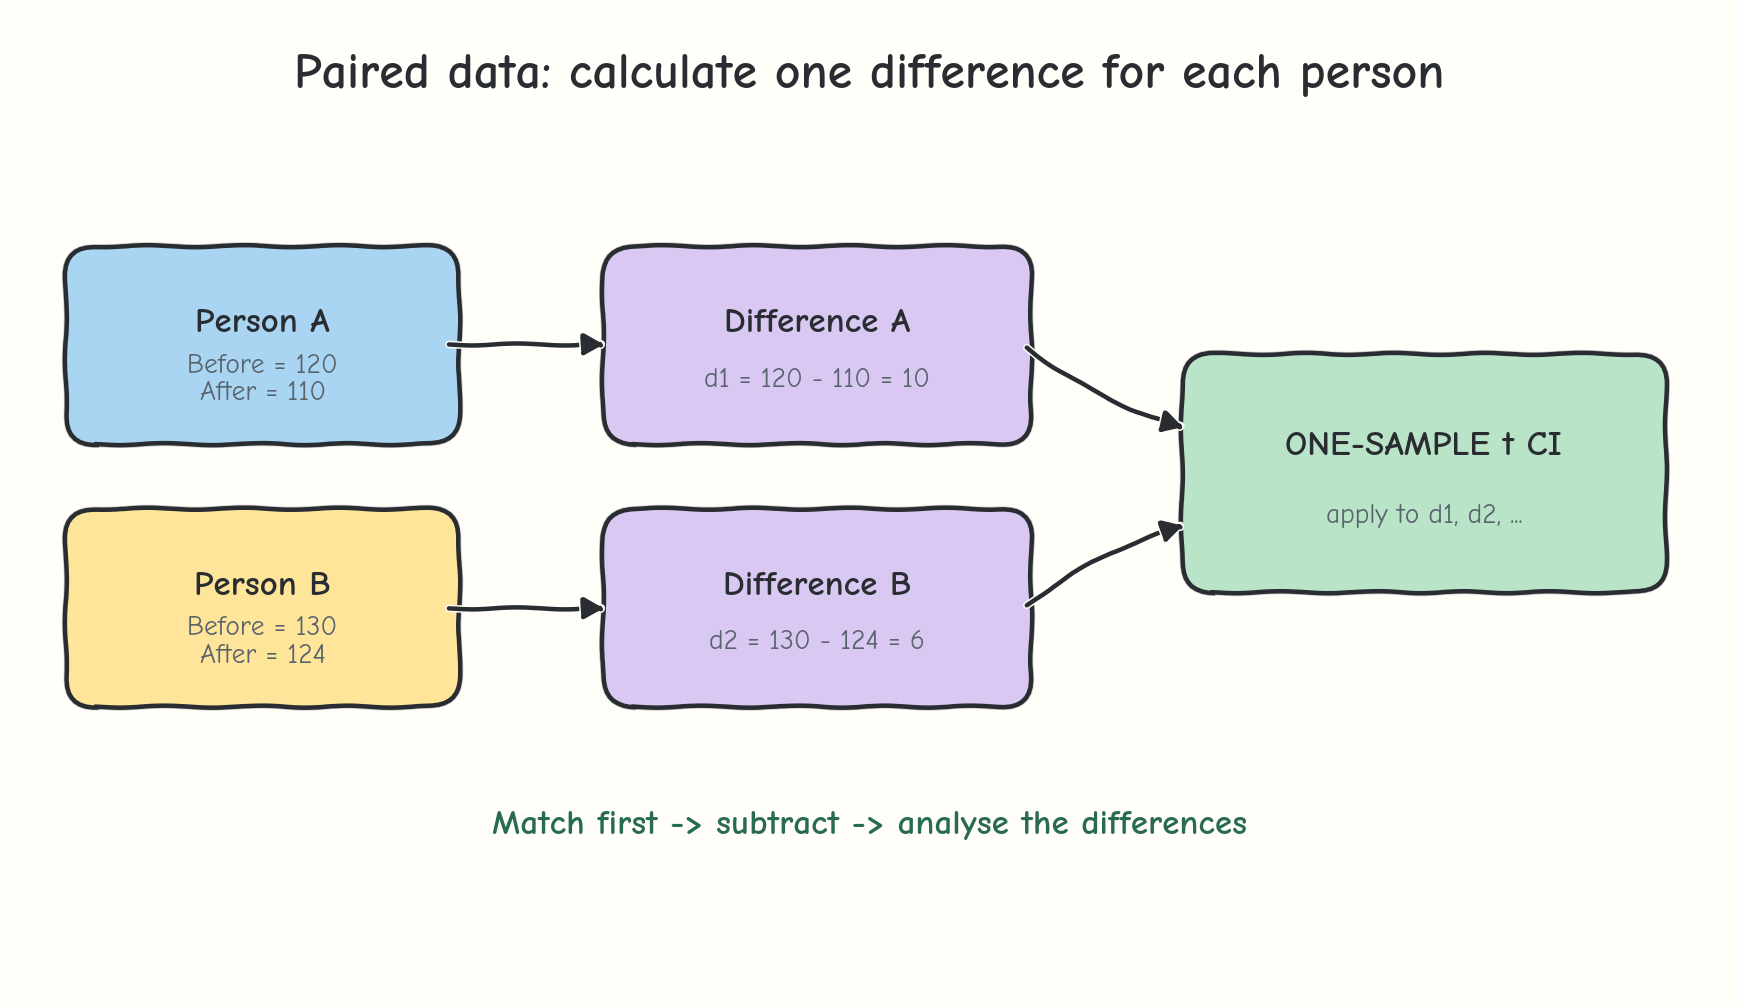 Paired data: calculate one difference for each person
Person A
Before = 120
After = 110
Difference A
d1 = 120 - 110 = 10
Person B
Before = 130
After = 124
Difference B
d2 = 130 - 124 = 6
ONE-SAMPLE t CI
apply to d1, d2, ...
Match first -> subtract -> analyse the differences